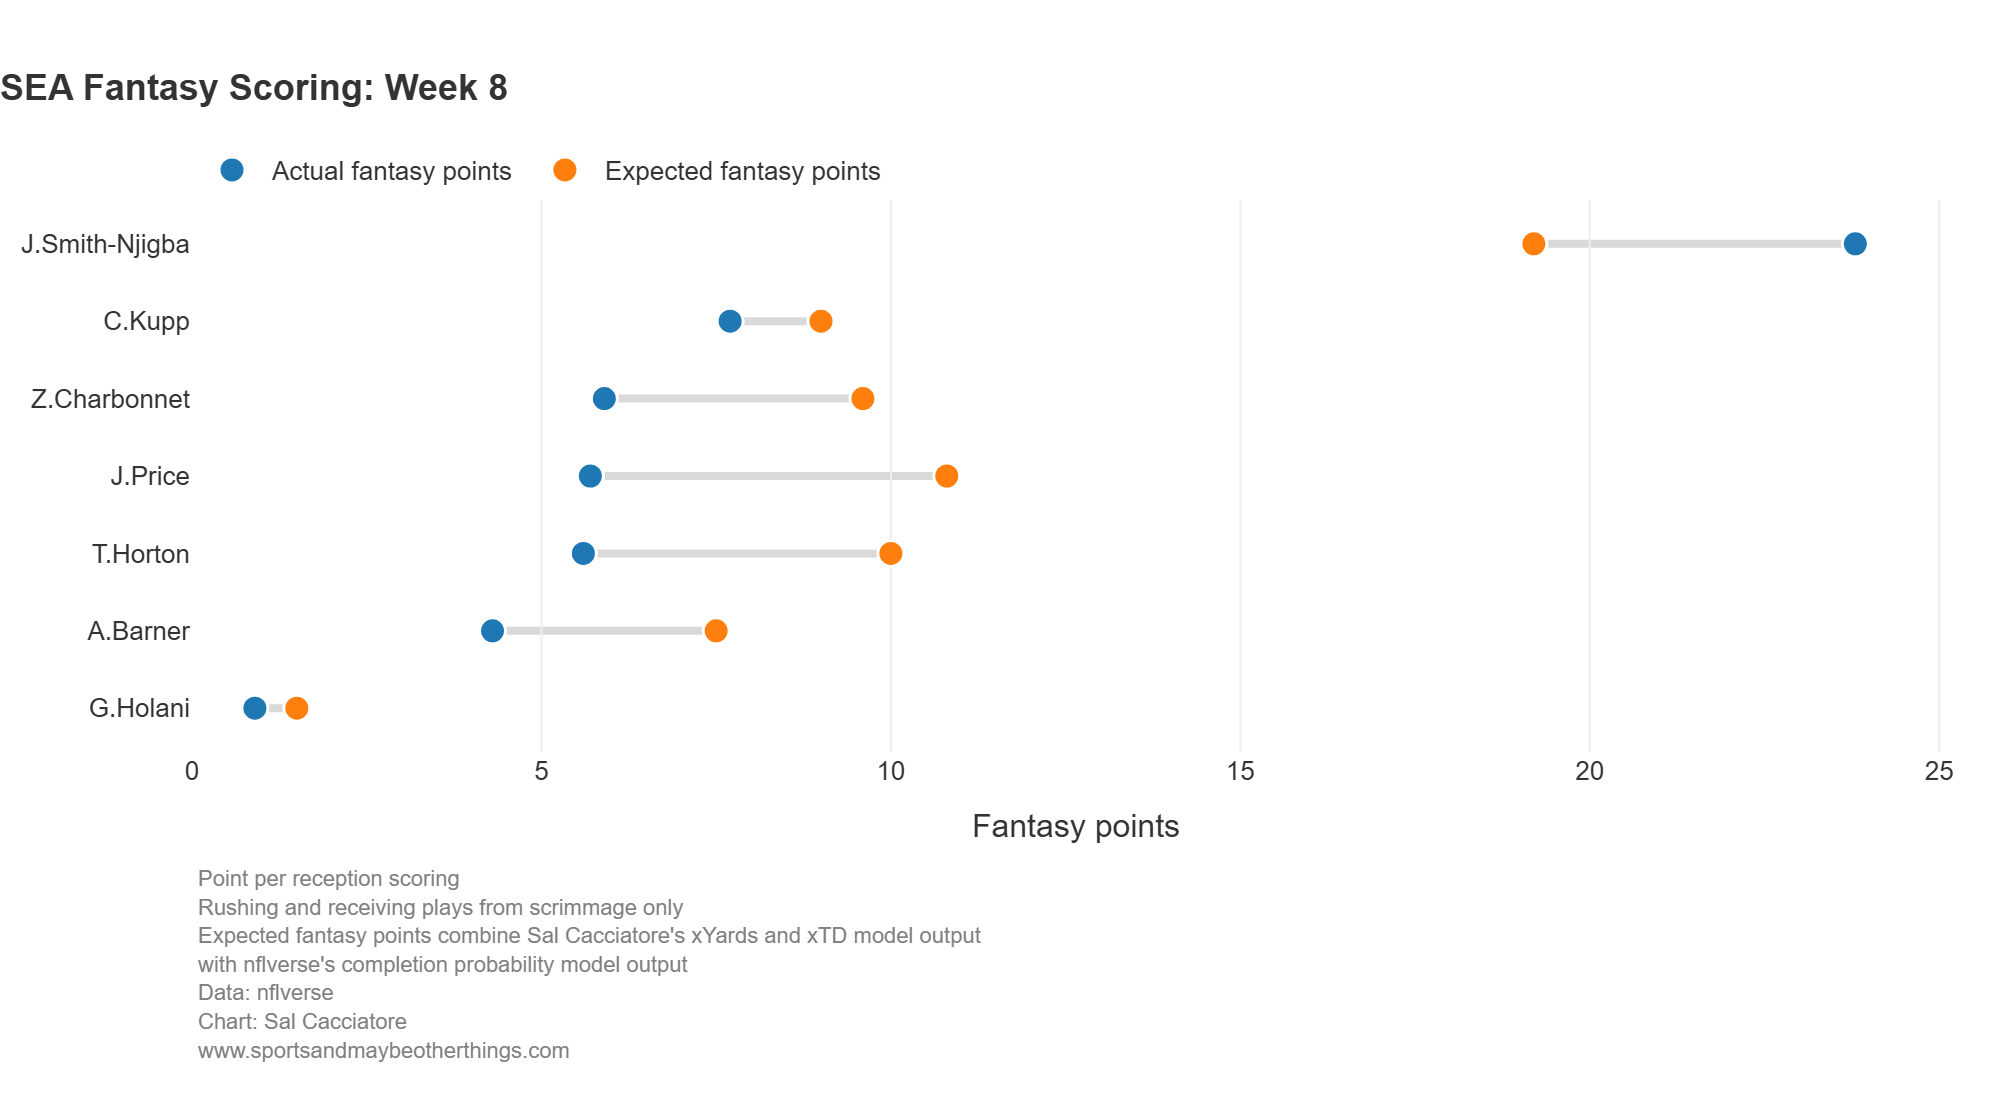 SEA Fantasy Scoring: Week 8
Actual fantasy points
Expected fantasy points
J.Smith-Njigba
C.Kupp
Z.Charbonnet
J.Price
T.Horton
A.Barner
G.Holani
0 5 10 15 20 25
Fantasy points
Point per reception scoring
Rushing and receiving plays from scrimmage only
Expected fantasy points combine Sal Cacciatore's xYards and xTD model output
with nflverse's completion probability model output
Data: nflverse
Chart: Sal Cacciatore
www.sportsandmaybeotherthings.com